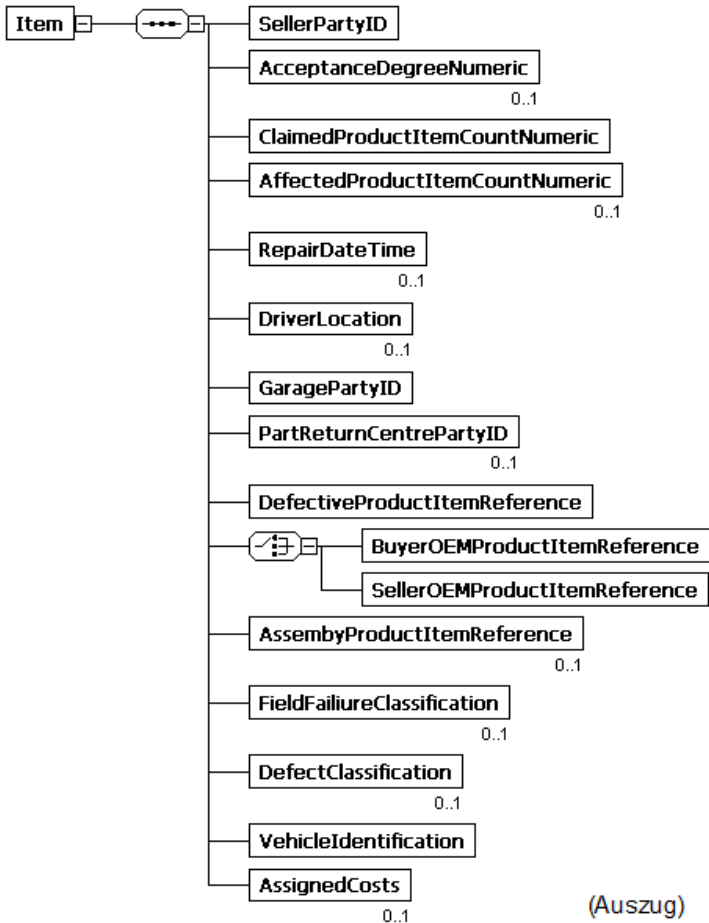 Item
SellerPartyID
AcceptanceDegreeNumeric
0..1
ClaimedProductItemCountNumeric
AffectedProductItemCountNumeric
0..1
RepairDateTime
0..1
DriverLocation
0..1
GaragePartyID
PartReturnCentrePartyID
0..1
DefectiveProductItemReference
BuyerOEMProductItemReference
SellerOEMProductItemReference
AssembyProductItemReference
0..1
FieldFailiureClassification
0..1
DefectClassification
0..1
VehicleIdentification
AssignedCosts
0..1
(Auszug)